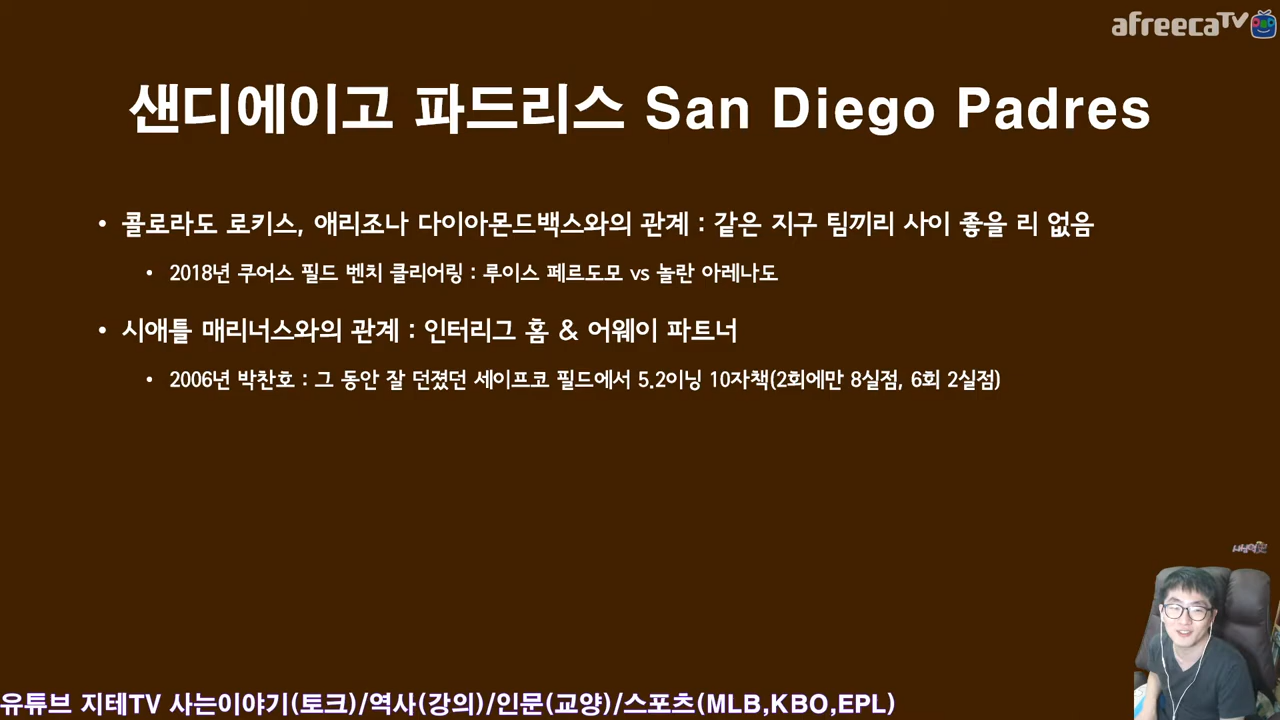 afreecaTV
샌디에이고 파드리스 San Diego Padres
• 콜로라도 로키스, 애리조나 다이아몬드백스와의 관계 : 같은 지구 팀끼리 사이 좋을 리 없음
• 2018년 쿠어스 필드 벤치 클리어링 : 루이스 페르도모 vs 놀란 아레나도
• 시애틀 매리너스와의 관계 : 인터리그 홈 & 어웨이 파트너
• 2006년 박찬호 : 그 동안 잘 던졌던 세이프코 필드에서 5.2이닝 10자책(2회에만 8실점, 6회 2실점)
유튜브 지테TV 사는이야기(토크)/역사(강의)/인문(교양)/스포츠(MLB,KBO,EPL)